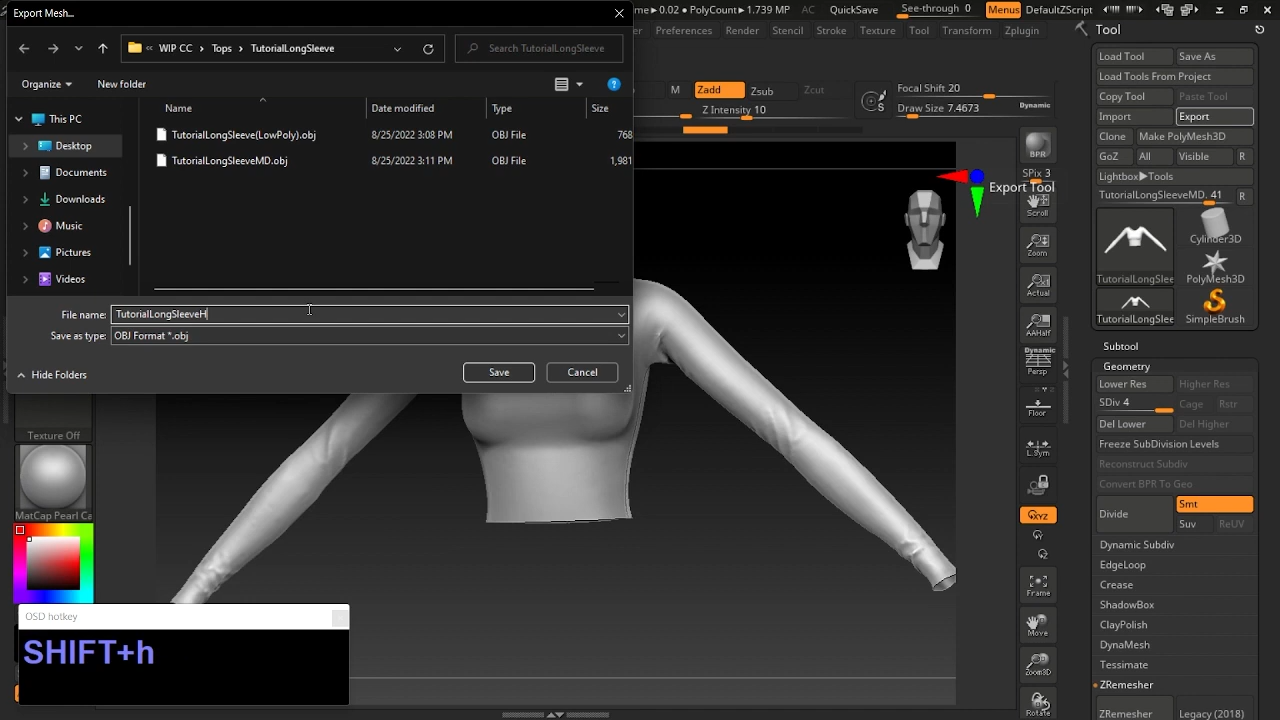 Export Mesh...
me ▸ 0.02 • PolyCount ▸ 1.739 MP AC QuickSave See-through 0 Menus DefaultZScript
« WIP CC › Tops › TutorialLongSleeve
Search TutorialLongSleeve
er Preferences Render Stencil Stroke Texture Tool Transform Zplugin
Organize New folder
M Zadd Zsub Zcut
Z Intensity 10
Focal Shift 20
Draw Size 7.4673 Dynamic
Name Date modified Type Size
TutorialLongSleeve(LowPoly).obj 8/25/2022 3:08 PM OBJ File 768
TutorialLongSleeveMD.obj 8/25/2022 3:11 PM OBJ File 1,981
This PC
Desktop
Documents
Downloads
Music
Pictures
Videos
File name: TutorialLongSleeveH
Save as type: OBJ Format *.obj
Hide Folders Save Cancel
Export Tool
BPR
SPix 3
Scroll
Zoom
Actual
AAHalf
Dynamic
Persp
Floor
L.Sym
XYZ
Frame
Move
Zoom3D
Rotate
Tool
Load Tool Save As
Load Tools From Project
Copy Tool Paste Tool
Import Export
Clone Make PolyMesh3D
GoZ All Visible R
Lightbox▶Tools
TutorialLongSleeveMD. 41 R
TutorialLongSlee Cylinder3D
PolyMesh3D
TutorialLongSlee SimpleBrush
Subtool
Geometry
Lower Res Higher Res
SDiv 4 Cage Rstr
Del Lower Del Higher
Freeze SubDivision Levels
Reconstruct Subdiv
Convert BPR To Geo
Divide Smt
Suv ReUV
Dynamic Subdiv
EdgeLoop
Crease
ShadowBox
ClayPolish
DynaMesh
Tessimate
ZRemesher
ZRemesher Legacy (2018)
Texture Off
MatCap Pearl Ca
OSD hotkey
SHIFT+h